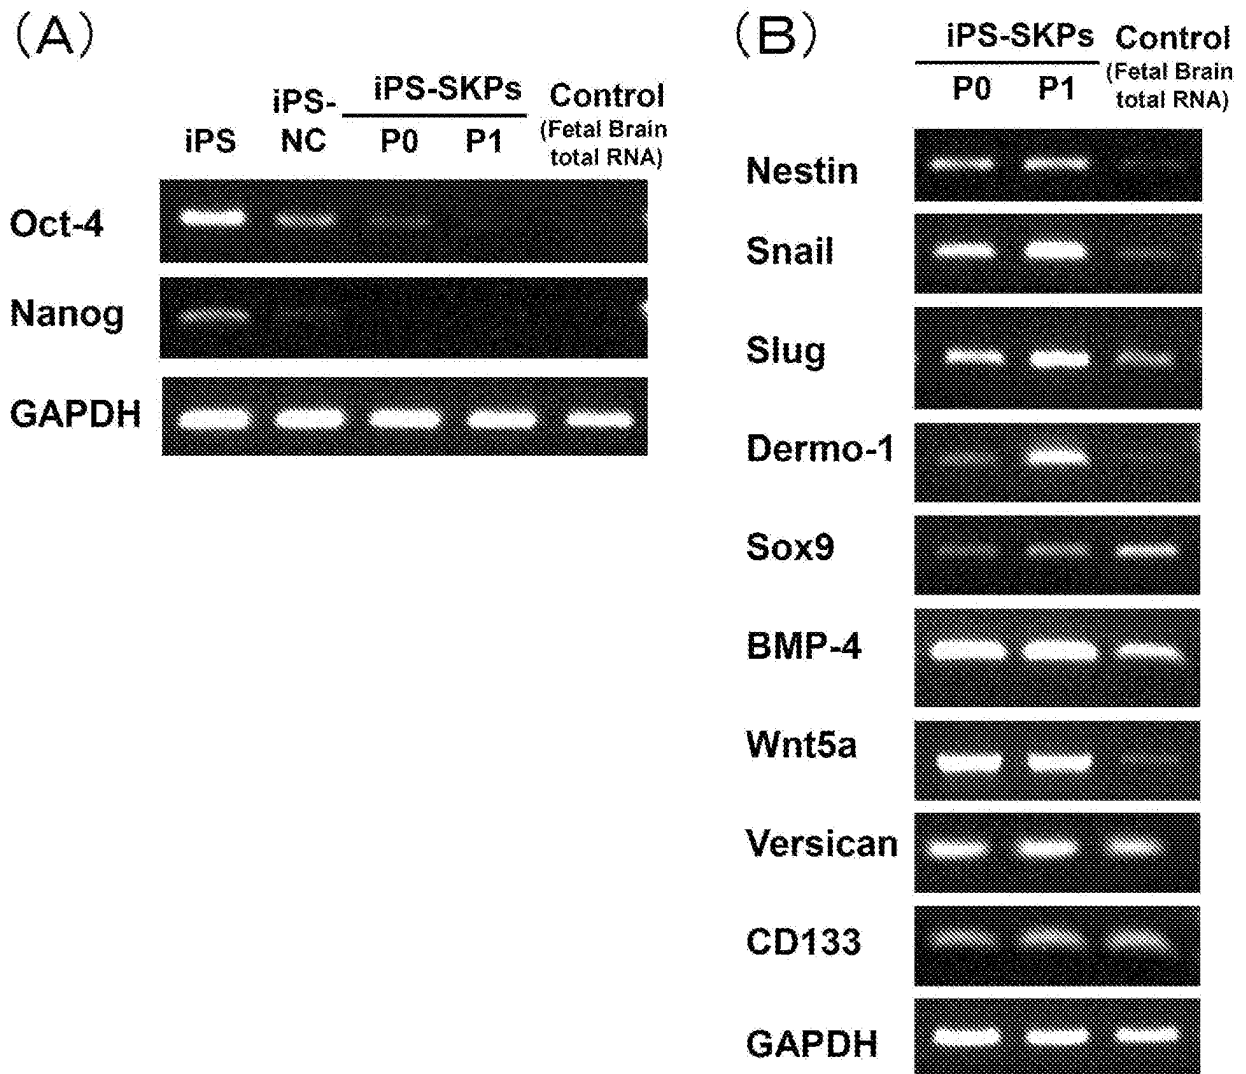 (A)
iPS
iPS-
NC
iPS-SKPs
P0 P1
Control
(Fetal Brain
total RNA)
Oct-4
Nanog
GAPDH
(B)
iPS-SKPs
P0 P1
Control
(Fetal Brain
total RNA)
Nestin
Snail
Slug
Dermo-1
Sox9
BMP-4
Wnt5a
Versican
CD133
GAPDH